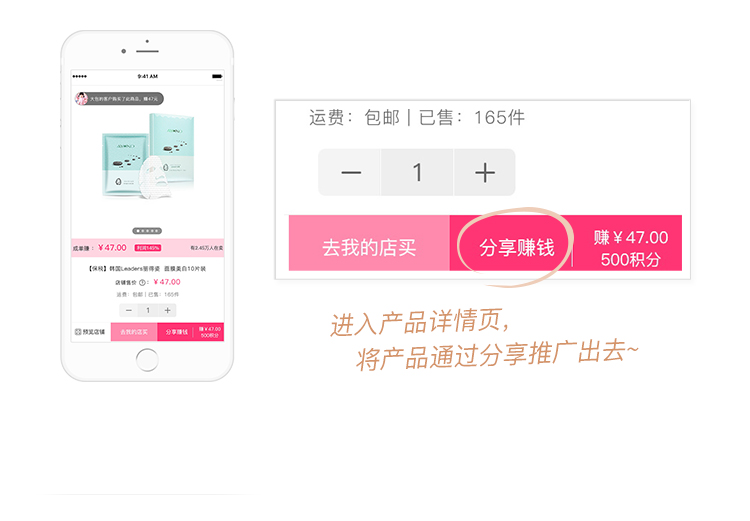 9:41 AM
大包的客户购买了此商品，赚47元
成单赚：￥47.00 利润145% 有2.45万人在卖
【保税】韩国Leaders丽得姿 面膜美白10片装
店铺售价 ? ：￥47.00
运费：包邮 | 已售：165件
— 1 +
预览店铺 去我的店买 分享赚钱 赚￥47.00
500积分
运费：包邮 | 已售：165件
— 1 +
去我的店买 分享赚钱 赚￥47.00
500积分
进入产品详情页，
将产品通过分享推广出去~